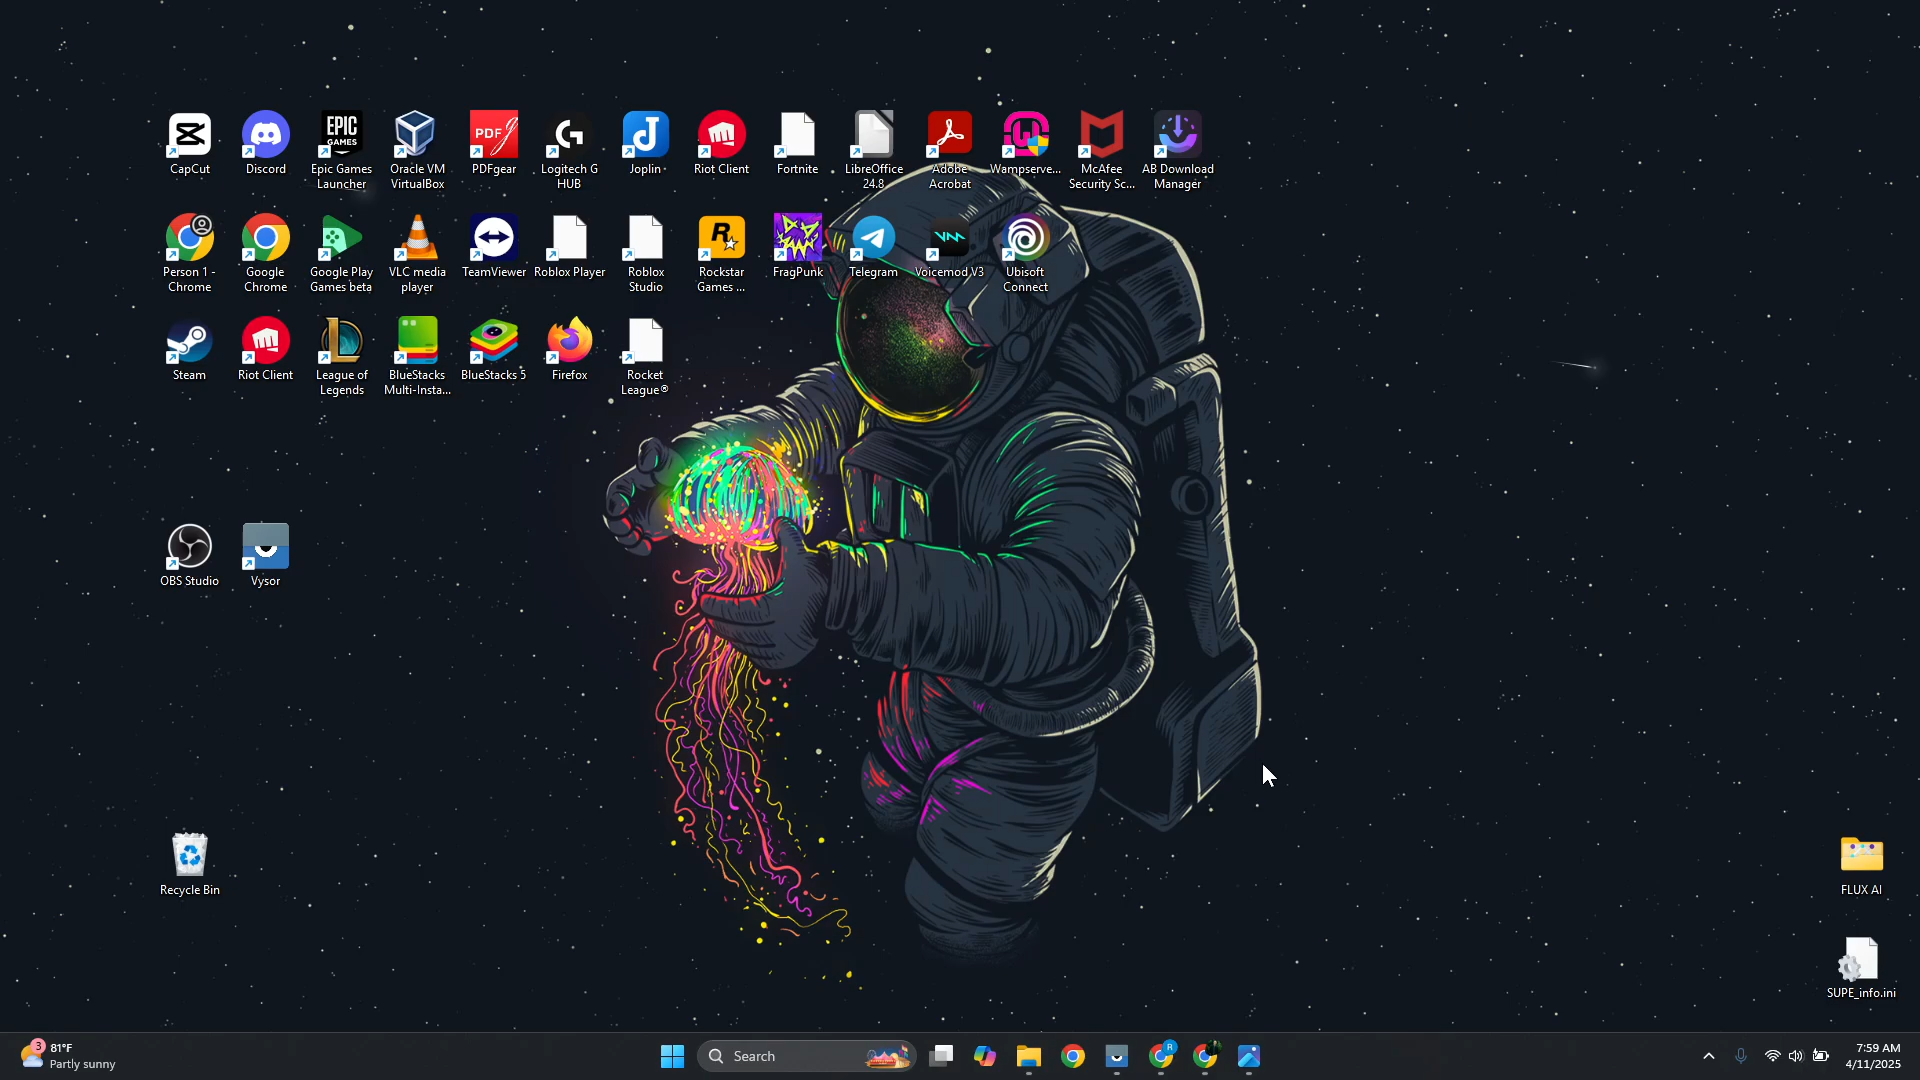 EPIC
GAMES
PDF
CapCut
Discord
Epic Games
Launcher
Oracle VM
VirtualBox
PDFgear
Logitech G
HUB
Joplin
Riot Client
Fortnite
LibreOffice
24.8
Adobe
Acrobat
Wampserve...
McAfee
Security Sc...
AB Download
Manager
Person 1 -
Chrome
Google
Chrome
Google Play
Games beta
VLC media
player
TeamViewer
Roblox Player
Roblox
Studio
Rockstar
Games ...
FragPunk
Telegram
Voicemod V3
Ubisoft
Connect
Steam
Riot Client
League of
Legends
BlueStacks
Multi-Insta...
BlueStacks 5
Firefox
Rocket
League®
OBS Studio
Vysor
Recycle Bin
FLUX AI
SUPE_info.ini
3
81°F
Partly sunny
Search
R
7:59 AM
4/11/2025